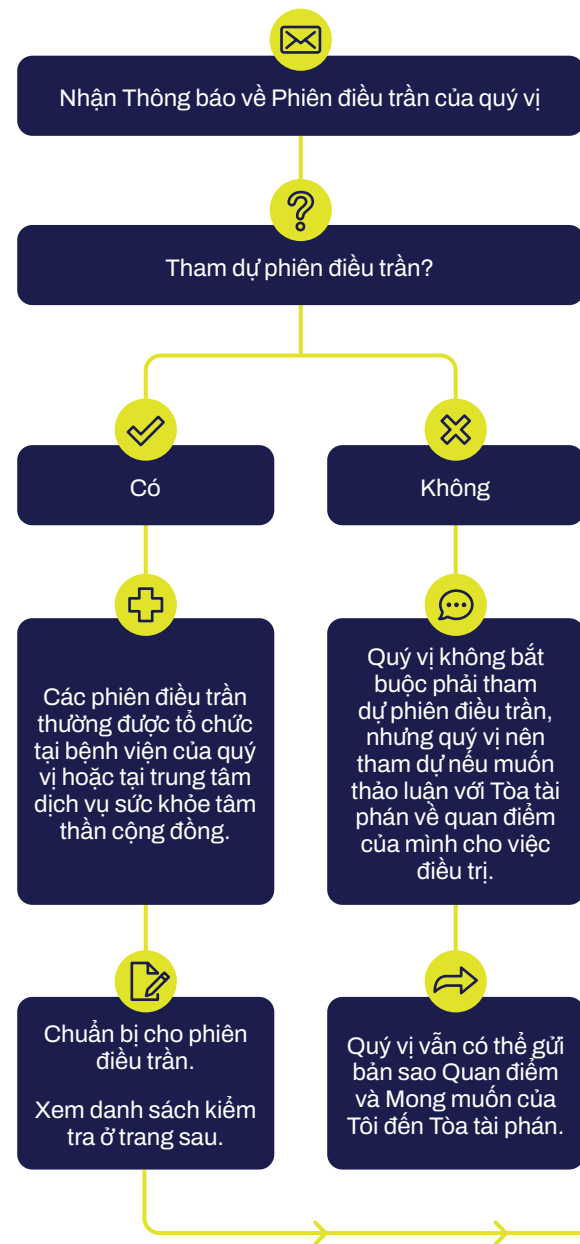 Nhận Thông báo về Phiên điều trần của quý vị
Tham dự phiên điều trần?
Có
Không
Các phiên điều trần
thường được tổ chức
tại bệnh viện của quý
vị hoặc tại trung tâm
dịch vụ sức khỏe tâm
thần cộng đồng.
Quý vị không bắt
buộc phải tham
dự phiên điều trần,
nhưng quý vị nên
tham dự nếu muốn
thảo luận với Tòa tài
phán về quan điểm
của mình cho việc
điều trị.
Chuẩn bị cho phiên
điều trần.
Xem danh sách kiểm
tra ở trang sau.
Quý vị vẫn có thể gửi
bản sao Quan điểm
và Mong muốn của
Tôi đến Tòa tài phán.